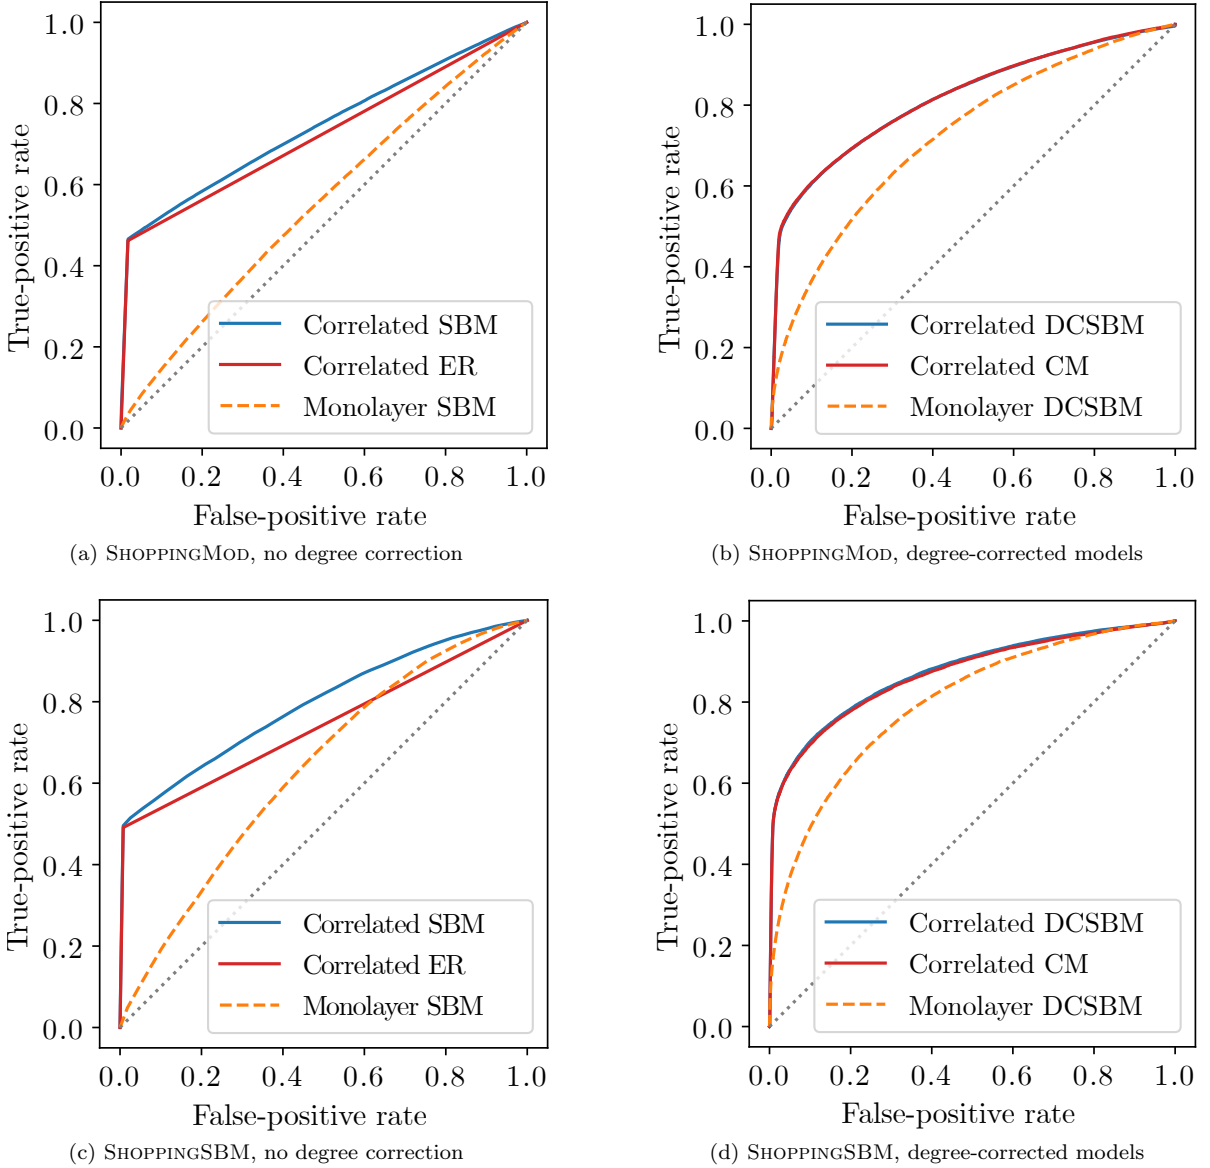 1.0
0.8
0.6
0.4
0.2
0.0
True-positive rate
Correlated SBM
Correlated ER
Monolayer SBM
0.0 0.2 0.4 0.6 0.8 1.0
False-positive rate
(a) SHOPPINGMOD, no degree correction
1.0
0.8
0.6
0.4
0.2
0.0
True-positive rate
Correlated DCSBM
Correlated CM
Monolayer DCSBM
0.0 0.2 0.4 0.6 0.8 1.0
False-positive rate
(b) SHOPPINGMOD, degree-corrected models
1.0
0.8
0.6
0.4
0.2
0.0
True-positive rate
Correlated SBM
Correlated ER
Monolayer SBM
0.0 0.2 0.4 0.6 0.8 1.0
False-positive rate
(c) SHOPPINGSBM, no degree correction
1.0
0.8
0.6
0.4
0.2
0.0
True-positive rate
Correlated DCSBM
Correlated CM
Monolayer DCSBM
0.0 0.2 0.4 0.6 0.8 1.0
False-positive rate
(d) SHOPPINGSBM, degree-corrected models